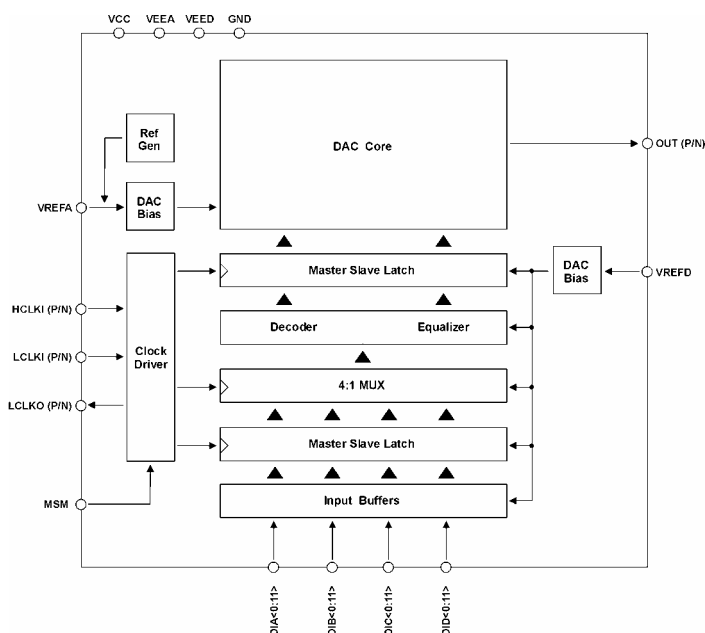 VCC VEEA VEED GND
Ref
Gen
DAC Core
OUT (P/N)
VREFA
DAC
Bias
Master Slave Latch
DAC
Bias
VREFD
HCLKI (P/N)
Decoder Equalizer
LCLKI (P/N)
Clock
Driver
4:1 MUX
LCLKO (P/N)
Master Slave Latch
MSM
Input Buffers
DIA<0:11>
DIB<0:11>
DIC<0:11>
DID<0:11>